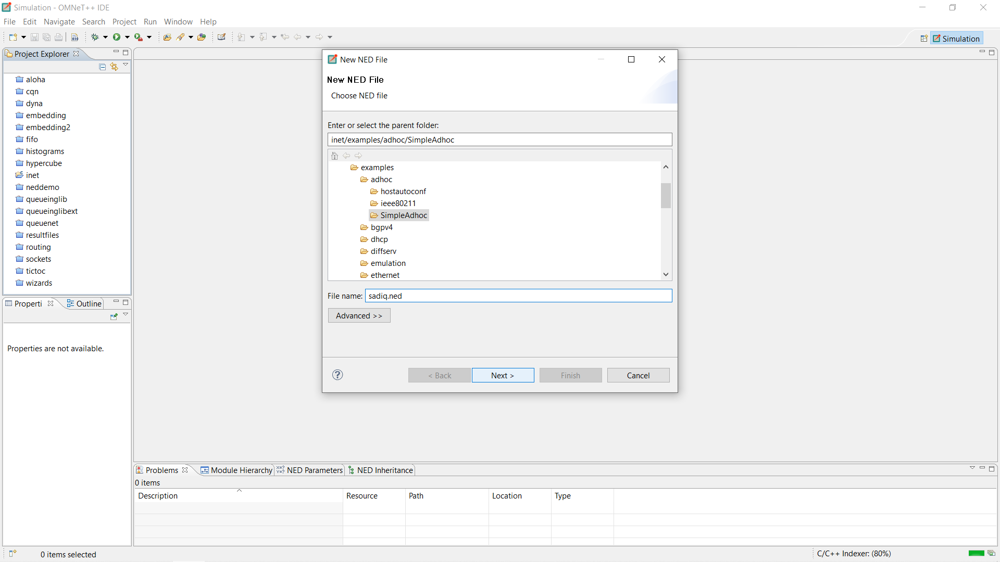 Simulation - OMNeT++ IDE
File Edit Navigate Search Project Run Window Help
Simulation
Project Explorer
aloha
cqn
dyna
embedding
embedding2
fifo
histograms
hypercube
inet
neddemo
queueinglib
queueinglibext
queuenet
resultfiles
routing
sockets
tictoc
wizards
Properti Outline
Properties are not available.
New NED File
New NED File
Choose NED file
Enter or select the parent folder:
inet/examples/adhoc/SimpleAdhoc
examples
adhoc
hostautoconf
ieee80211
SimpleAdhoc
bgpv4
dhcp
diffserv
emulation
ethernet
File name: sadiq.ned
Advanced >>
< Back Next > Finish Cancel
Problems Module Hierarchy NED Parameters NED Inheritance
0 items
Description Resource Path Location Type
0 items selected
C/C++ Indexer: (80%)